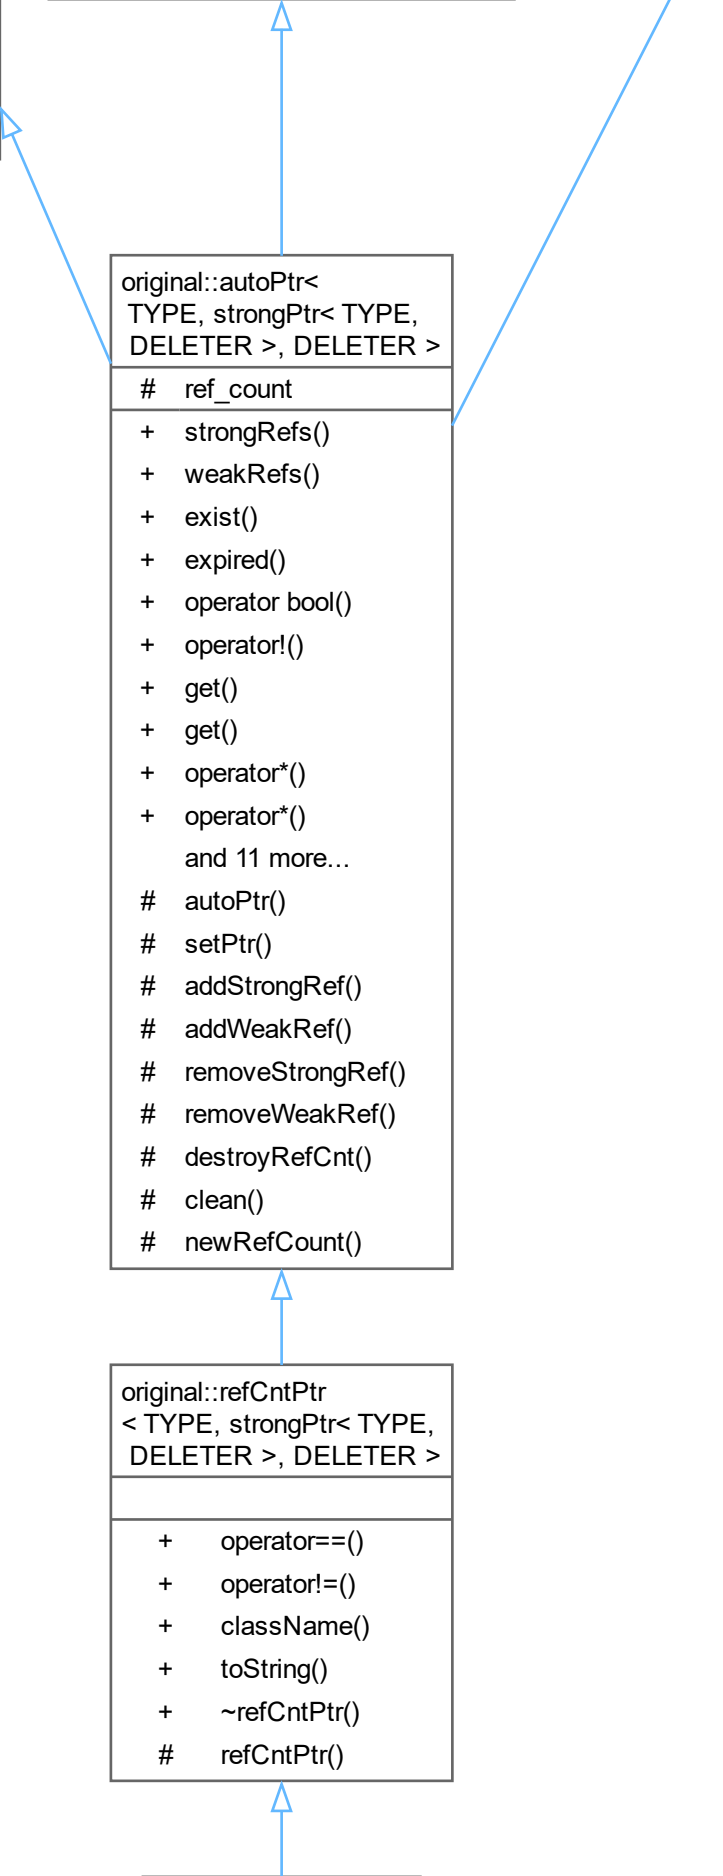 original::autoPtr<
TYPE, strongPtr< TYPE,
DELETER >, DELETER >
# ref_count
+ strongRefs()
+ weakRefs()
+ exist()
+ expired()
+ operator bool()
+ operator!()
+ get()
+ get()
+ operator*()
+ operator*()
and 11 more...
# autoPtr()
# setPtr()
# addStrongRef()
# addWeakRef()
# removeStrongRef()
# removeWeakRef()
# destroyRefCnt()
# clean()
# newRefCount()
original::refCntPtr
< TYPE, strongPtr< TYPE,
DELETER >, DELETER >
+ operator==()
+ operator!=()
+ className()
+ toString()
+ ~refCntPtr()
# refCntPtr()